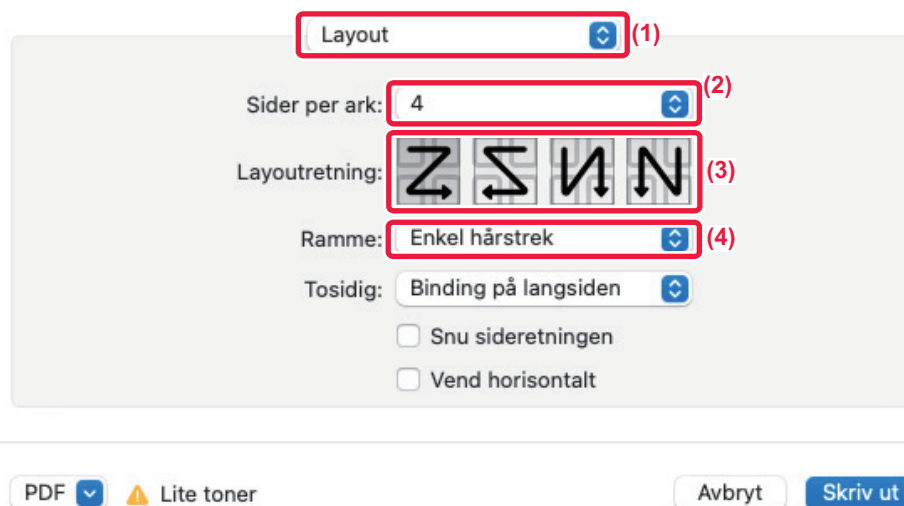 Layout (1)
Sider per ark: 4 (2)
Layoutretning: (3)
Ramme: Enkel hårstrek (4)
Tosidig: Binding på langsiden
Snu sideretningen
Vend horisontalt
PDF Lite toner Avbryt Skriv ut